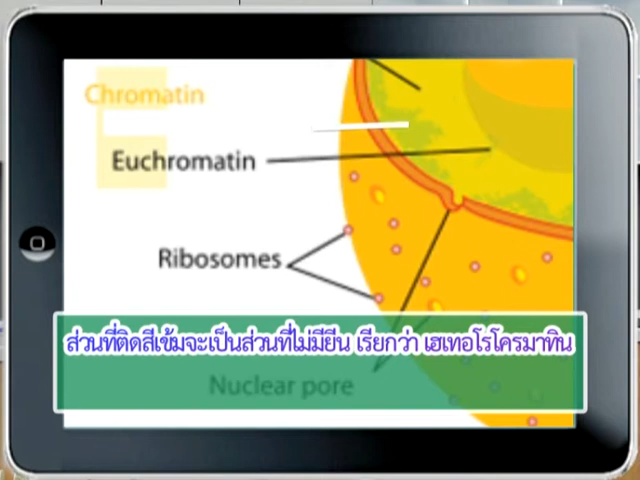 Chromatin
Euchromatin
Ribosomes
ส่วนที่ติดสีเข้มจะเป็นส่วนที่ไม่มียีน เรียกว่า เฮเทอโรโครมาทิน
Nuclear pore